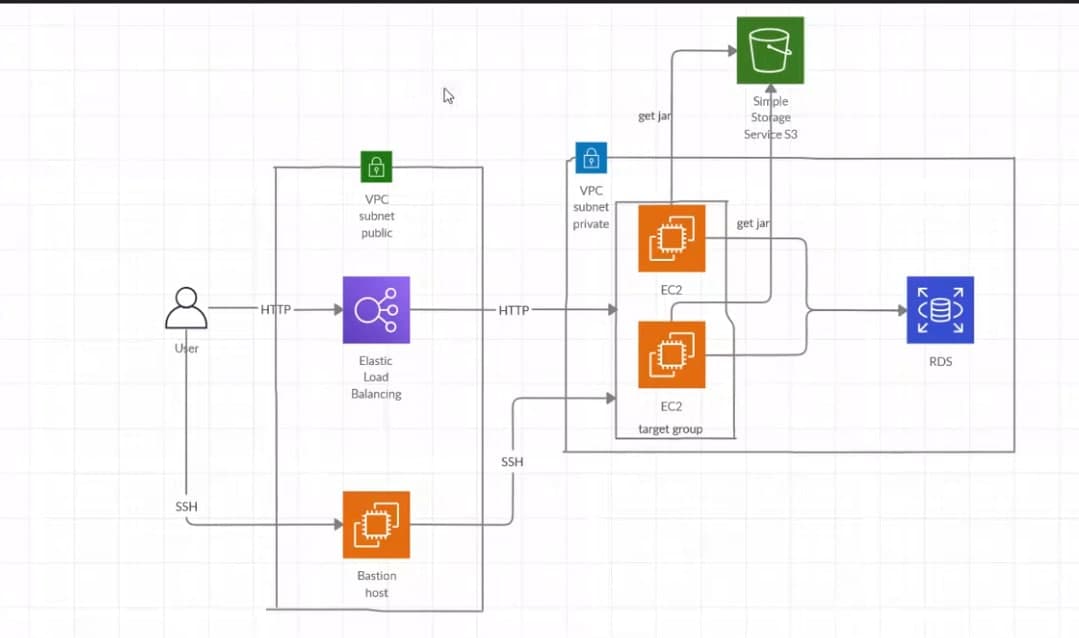 Simple
Storage
Service S3
get jar
VPC
subnet
public
VPC
subnet
private
get jar
EC2
HTTP
HTTP
User
Elastic
Load
Balancing
RDS
EC2
target group
SSH
SSH
Bastion
host